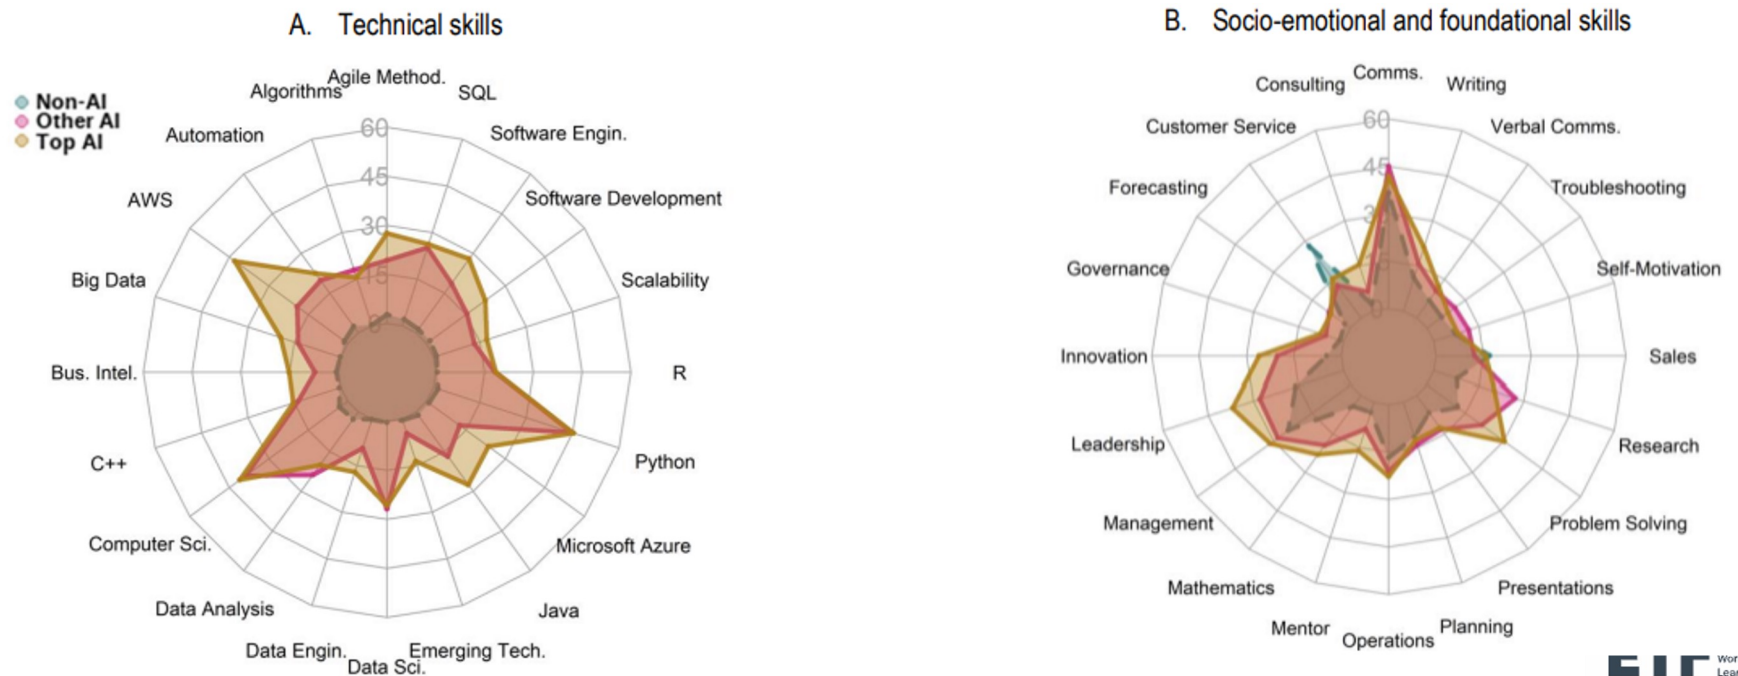 A. Technical skills
Non-AI
Other AI
Top AI
Agile Method.
SQL
Software Engin.
Software Development
Scalability
R
Python
Microsoft Azure
Java
Emerging Tech.
Data Sci.
Data Engin.
Data Analysis
Computer Sci.
C++
Bus. Intel.
Big Data
AWS
Automation
Algorithms
60
45
30
15
0
B. Socio-emotional and foundational skills
Comms.
Writing
Verbal Comms.
Troubleshooting
Self-Motivation
Sales
Research
Problem Solving
Presentations
Planning
Operations
Mentor
Mathematics
Management
Leadership
Innovation
Governance
Forecasting
Customer Service
Consulting
60
45
0